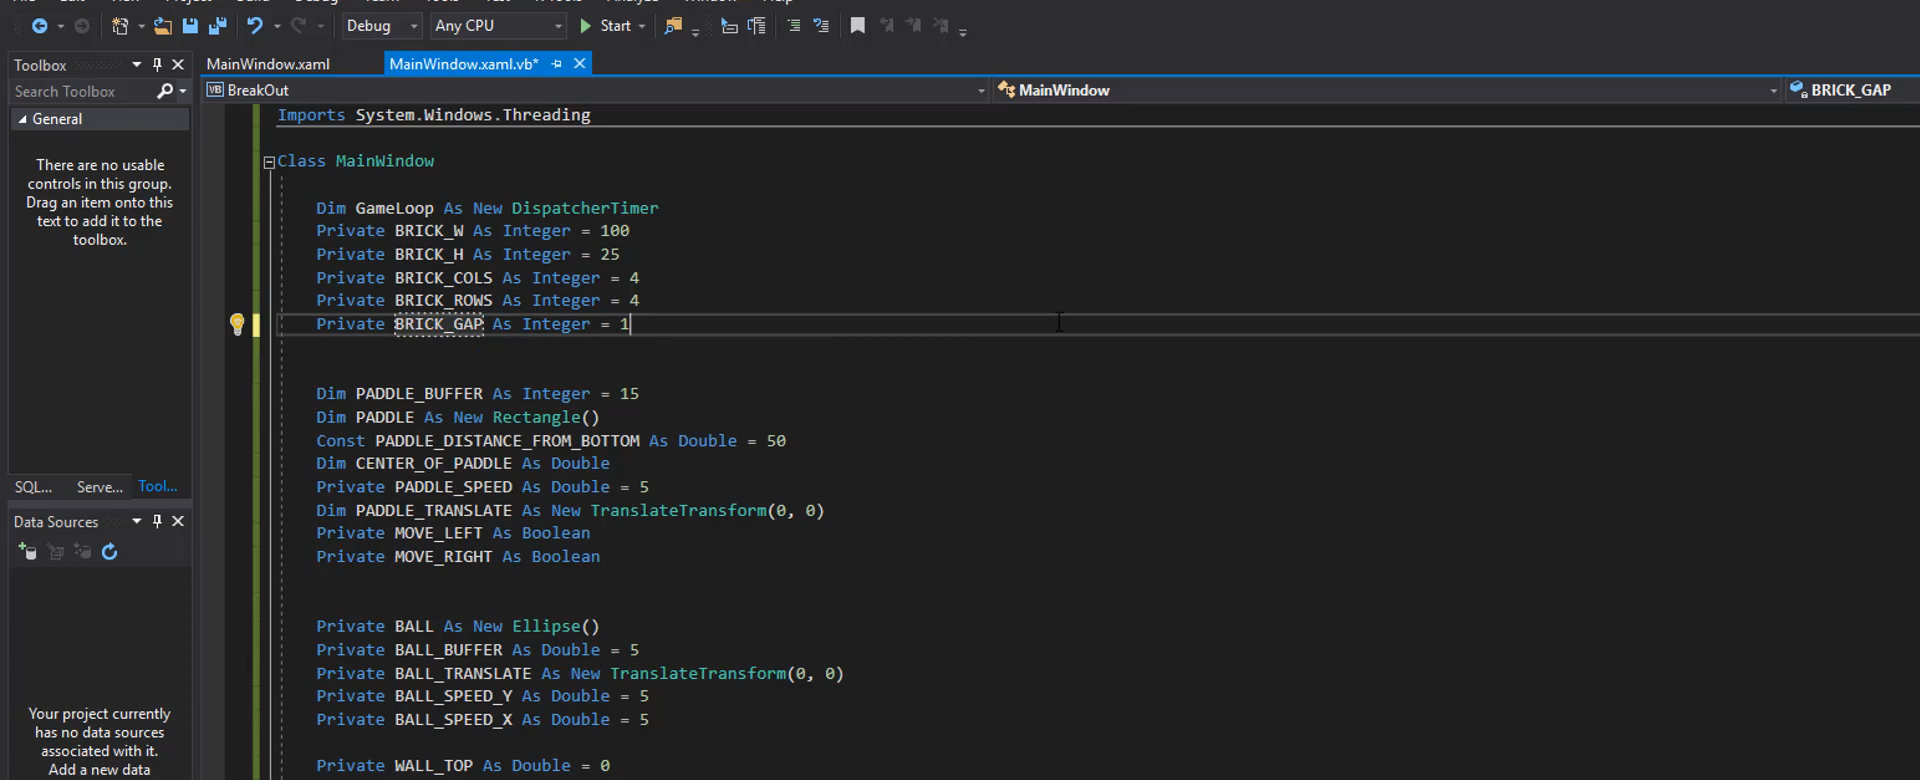 Debug Any CPU Start
Toolbox
MainWindow.xaml MainWindow.xaml.vb*
Search Toolbox
BreakOut MainWindow BRICK_GAP
General
There are no usable
controls in this group.
Drag an item onto this
text to add it to the
toolbox.
SQL... Serve... Tool...
Data Sources
Your project currently
has no data sources
associated with it.
Add a new data
Imports System.Windows.Threading
Class MainWindow
Dim GameLoop As New DispatcherTimer
Private BRICK_W As Integer = 100
Private BRICK_H As Integer = 25
Private BRICK_COLS As Integer = 4
Private BRICK_ROWS As Integer = 4
Private BRICK_GAP As Integer = 1
Dim PADDLE_BUFFER As Integer = 15
Dim PADDLE As New Rectangle()
Const PADDLE_DISTANCE_FROM_BOTTOM As Double = 50
Dim CENTER_OF_PADDLE As Double
Private PADDLE_SPEED As Double = 5
Dim PADDLE_TRANSLATE As New TranslateTransform(0, 0)
Private MOVE_LEFT As Boolean
Private MOVE_RIGHT As Boolean
Private BALL As New Ellipse()
Private BALL_BUFFER As Double = 5
Private BALL_TRANSLATE As New TranslateTransform(0, 0)
Private BALL_SPEED_Y As Double = 5
Private BALL_SPEED_X As Double = 5
Private WALL_TOP As Double = 0